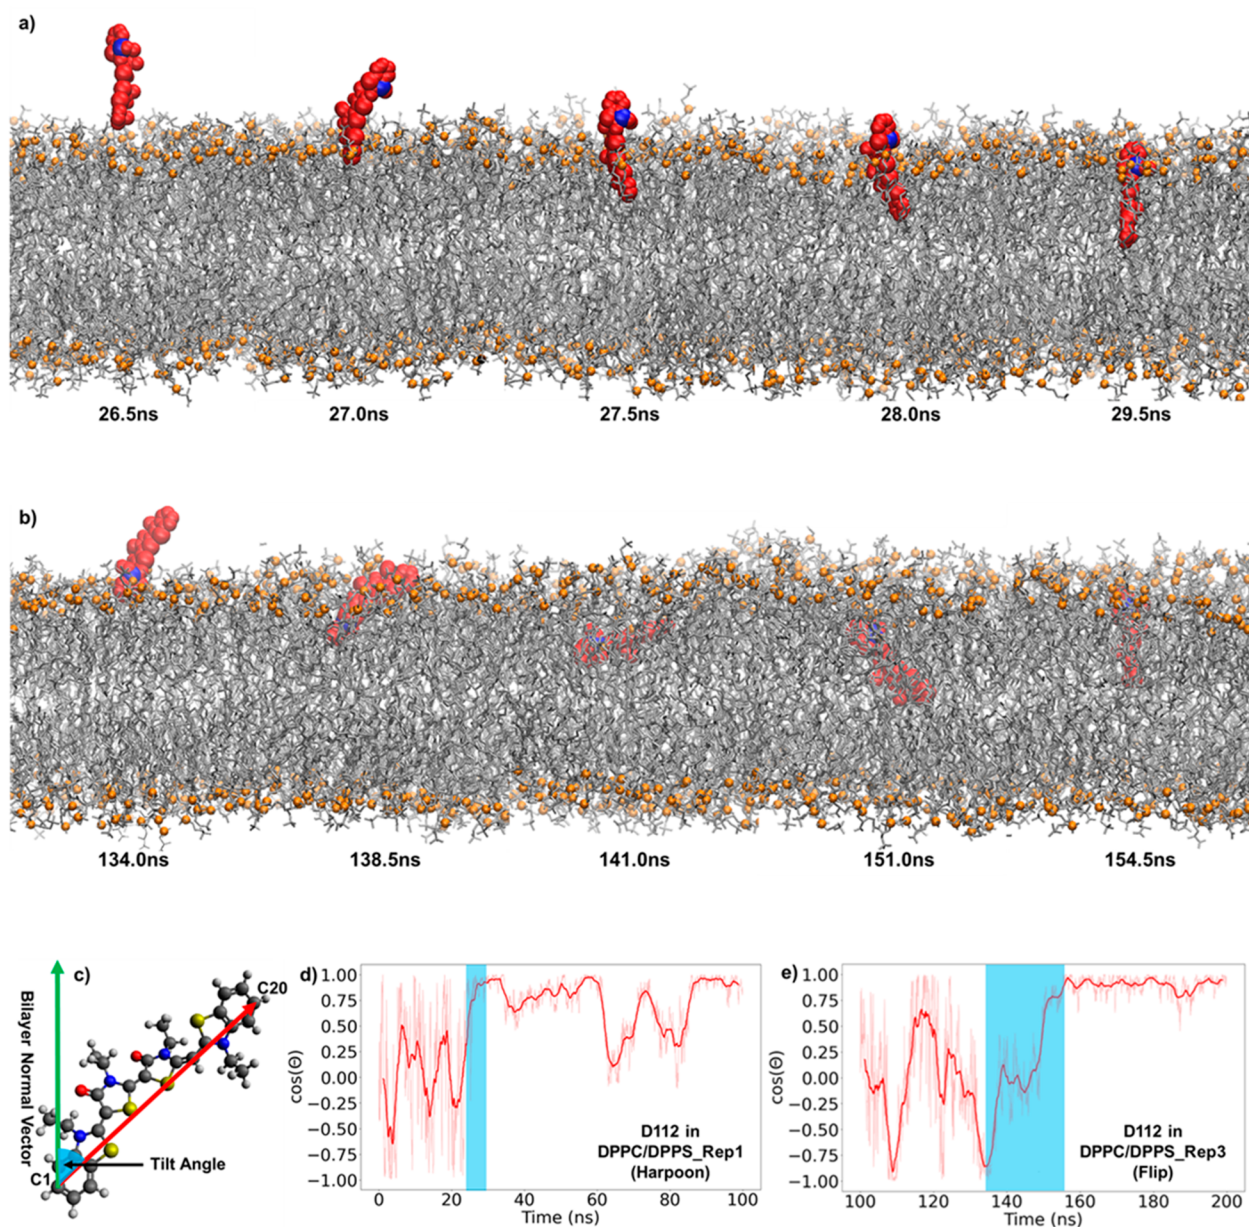 a)
26.5ns 27.0ns 27.5ns 28.0ns 29.5ns
b)
134.0ns 138.5ns 141.0ns 151.0ns 154.5ns
c)
Bilayer Normal Vector
C20
C1
Tilt Angle
d)
cos(Θ)
1.00
0.75
0.50
0.25
0.00
−0.25
−0.50
−0.75
−1.00
D112 in
DPPC/DPPS_Rep1
(Harpoon)
0 20 40 60 80 100
Time (ns)
e)
cos(Θ)
1.00
0.75
0.50
0.25
0.00
−0.25
−0.50
−0.75
−1.00
D112 in
DPPC/DPPS_Rep3
(Flip)
100 120 140 160 180 200
Time (ns)